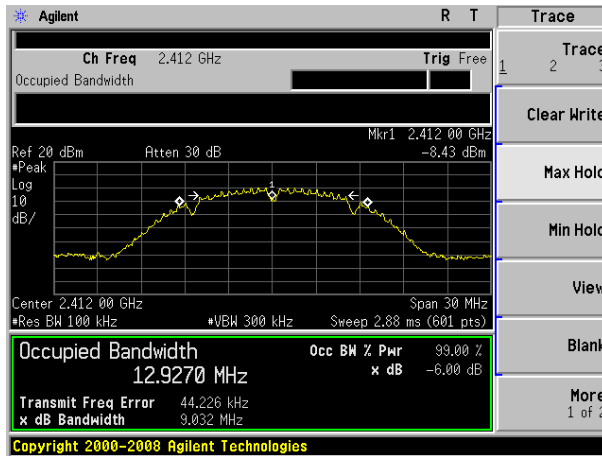 Agilent R T Trace
Ch Freq 2.412 GHz Trig Free
Occupied Bandwidth
Trace
1 2 3
Clear Write
Max Hold
Min Hold
View
Blank
More
1 of 2
Mkr1 2.412 00 GHz
Ref 20 dBm Atten 30 dB -8.43 dBm
#Peak
Log
10
dB/
1
Center 2.412 00 GHz Span 30 MHz
#Res BW 100 kHz #VBW 300 kHz Sweep 2.88 ms (601 pts)
Occupied Bandwidth Occ BW % Pwr 99.00 %
12.9270 MHz x dB -6.00 dB
Transmit Freq Error 44.226 kHz
x dB Bandwidth 9.032 MHz
Copyright 2000-2008 Agilent Technologies